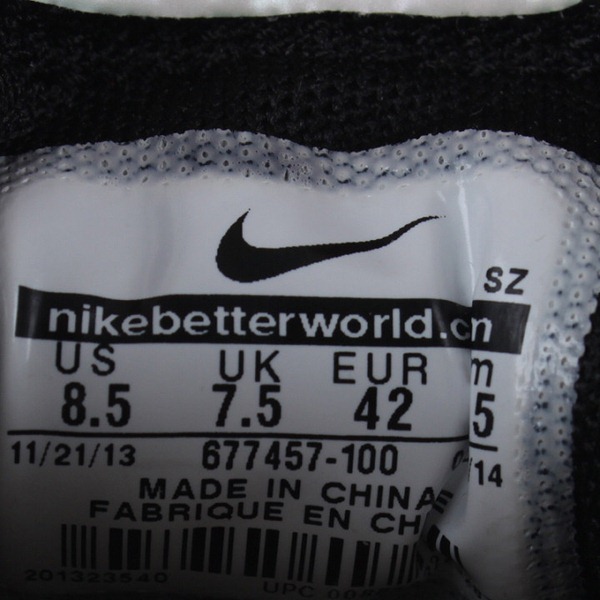 SZ
nikebetterworld.cn
US UK EUR
8.5 7.5 42
11/21/13 677457-100 /14
MADE IN CHINA
FABRIQUE EN CH
201323540
UPC